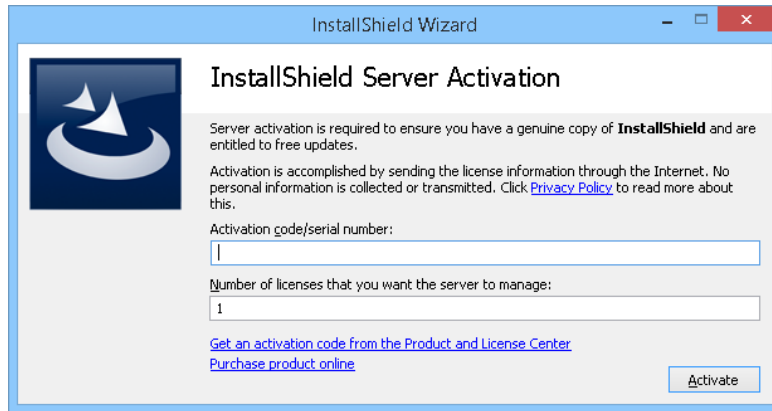 InstallShield Wizard
InstallShield Server Activation
Server activation is required to ensure you have a genuine copy of InstallShield and are
entitled to free updates.
Activation is accomplished by sending the license information through the Internet. No
personal information is collected or transmitted. Click Privacy Policy to read more about
this.
Activation code/serial number:
Number of licenses that you want the server to manage:
1
Get an activation code from the Product and License Center
Purchase product online
Activate